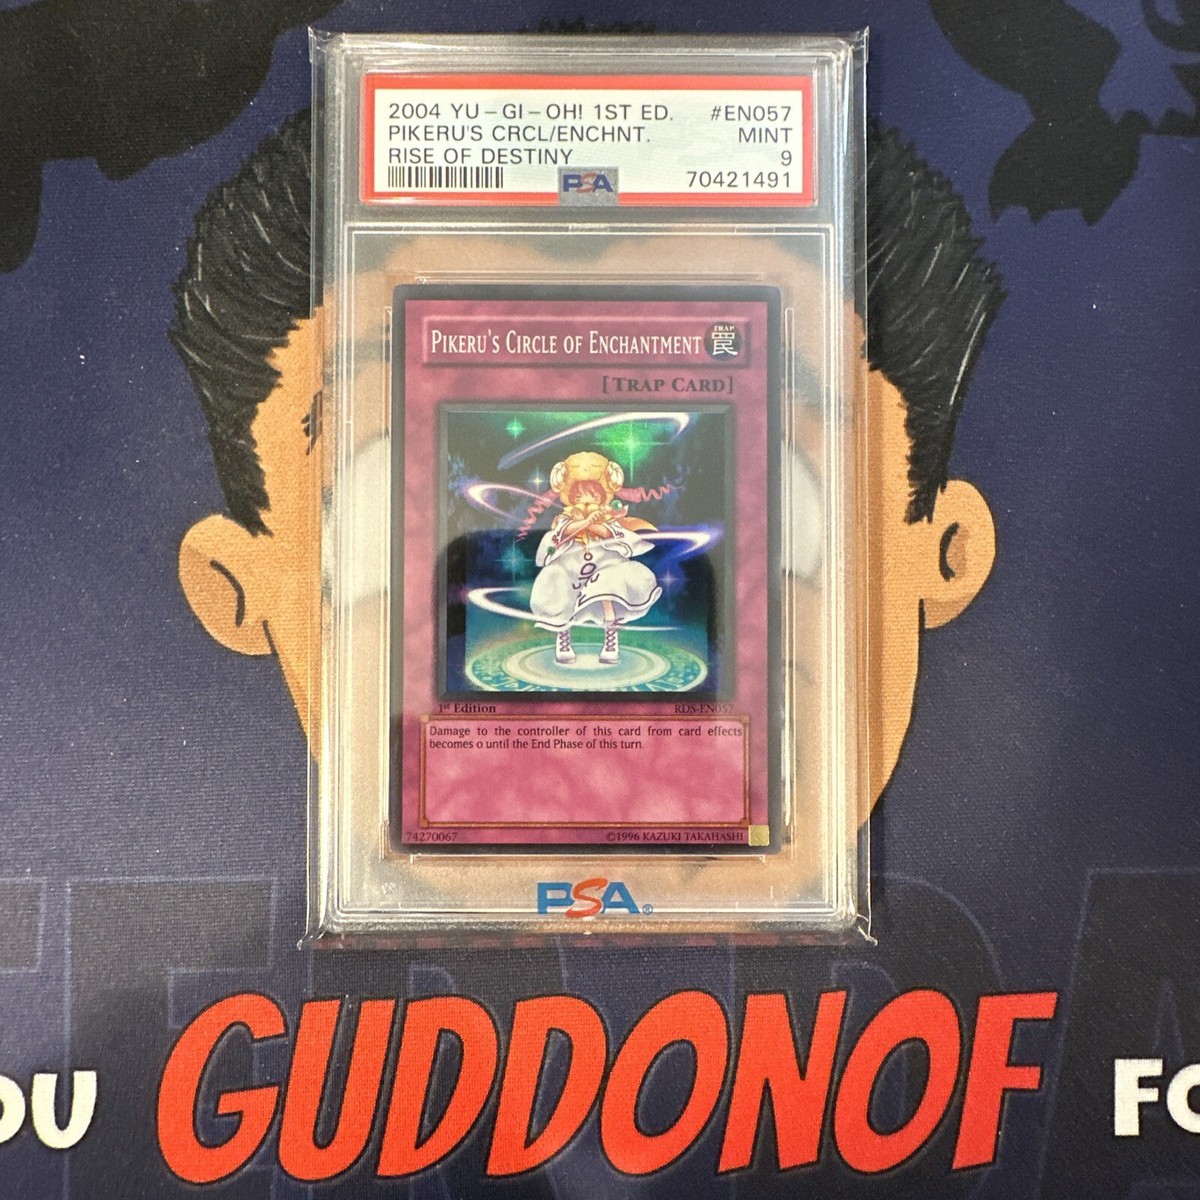 2004 YU-GI-OH! 1ST ED. #EN057
PIKERU'S CRCL/ENCHNT. MINT
RISE OF DESTINY 9
PSA 70421491
PIKERU'S CIRCLE OF ENCHANTMENT
TRAP
罠
[TRAP CARD]
1st Edition RDS-EN057
Damage to the controller of this card from card effects
becomes 0 until the End Phase of this turn.
74270067 ©1996 KAZUKI TAKAHASHI
PSA®
OU GUDDONOF FO